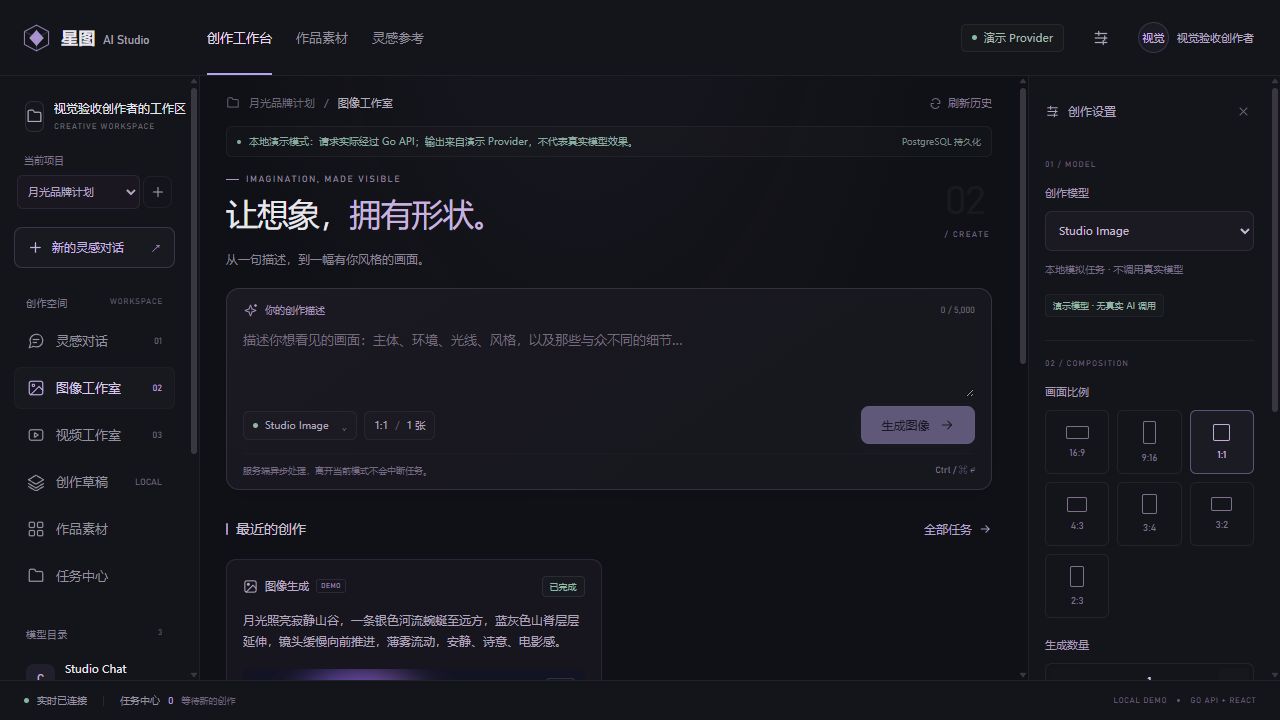 星图 AI Studio
创作工作台 作品素材 灵感参考
演示 Provider
视觉 视觉验收创作者
视觉验收创作者的工作区
CREATIVE WORKSPACE
当前项目
月光品牌计划
新的灵感对话
创作空间 WORKSPACE
灵感对话 01
图像工作室 02
视频工作室 03
创作草稿 LOCAL
作品素材
任务中心
模型目录 3
Studio Chat
月光品牌计划 / 图像工作室
刷新历史
本地演示模式：请求实际经过 Go API；输出来自演示 Provider，不代表真实模型效果。 PostgreSQL 持久化
IMAGINATION, MADE VISIBLE
让想象，拥有形状。
02
/ CREATE
从一句描述，到一幅有你风格的画面。
你的创作描述 0 / 5,000
描述你想看见的画面：主体、环境、光线、风格，以及那些与众不同的细节...
Studio Image 1:1 / 1 张
生成图像
服务端异步处理，离开当前模式不会中断任务。 Ctrl / ⌘ ↵
最近的创作 全部任务
图像生成 DEMO 已完成
月光照亮寂静山谷，一条银色河流蜿蜒至远方，蓝灰色山脊层层
延伸，镜头缓慢向前推进，薄雾流动，安静、诗意、电影感。
创作设置
01 / MODEL
创作模型
Studio Image
本地模拟任务 · 不调用真实模型
演示模型 · 无真实 AI 调用
02 / COMPOSITION
画面比例
16:9 9:16 1:1
4:3 3:4 3:2
2:3
生成数量
实时已连接 任务中心 0 等待新的创作
LOCAL DEMO • GO API + REACT